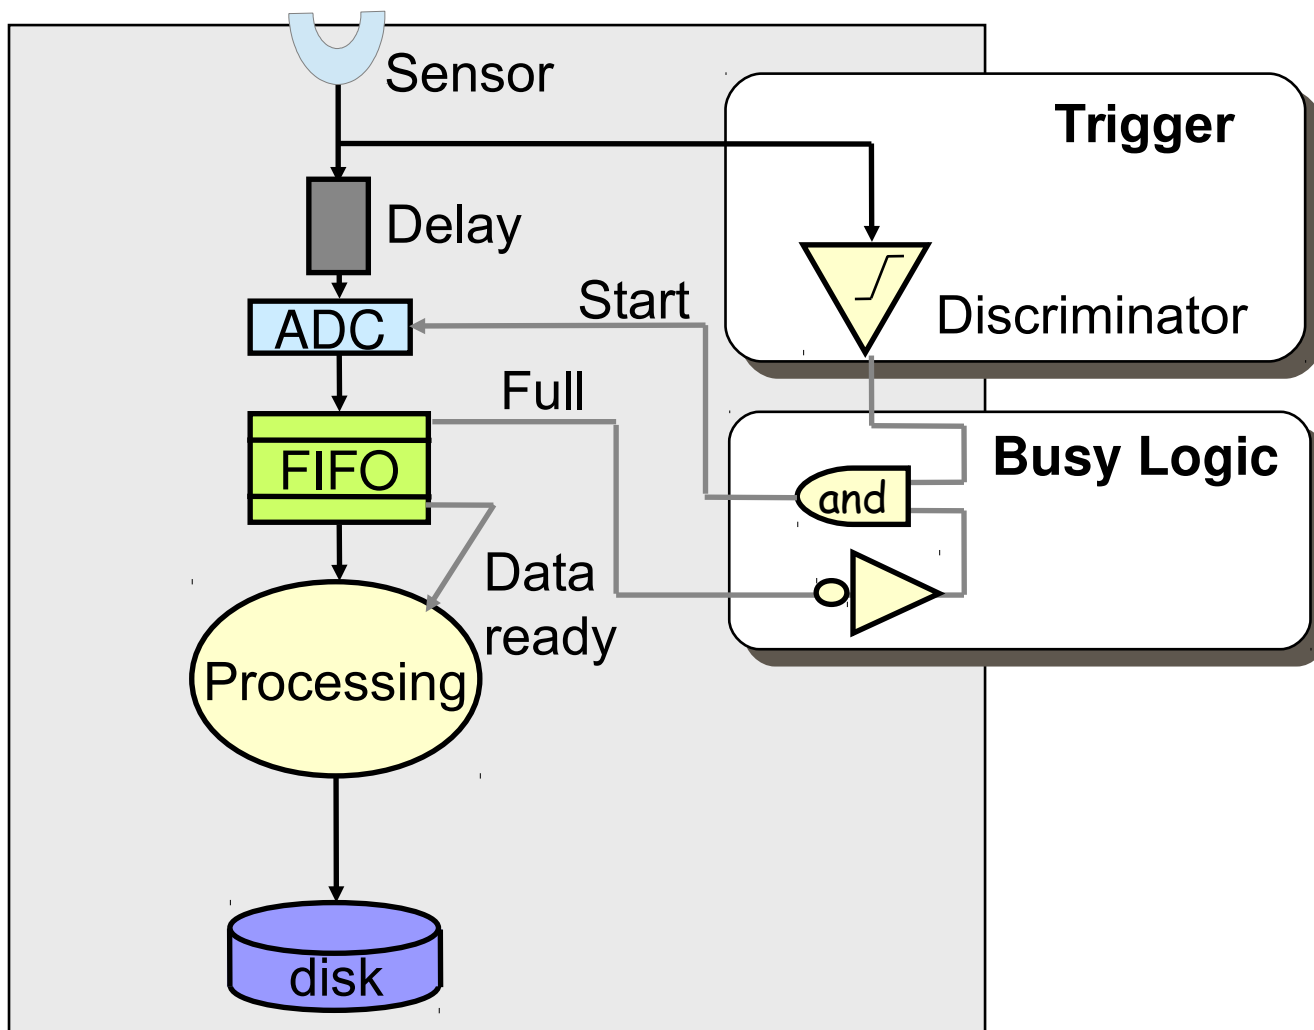 Sensor
Trigger
Delay
Start
Discriminator
ADC
Full
Busy Logic
FIFO
and
Data
ready
Processing
disk